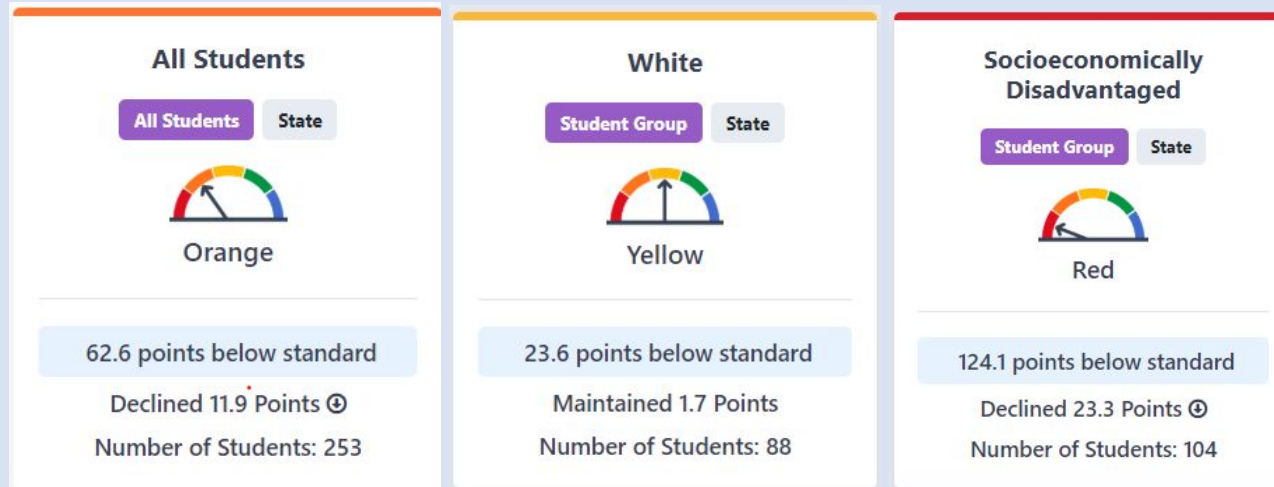 All Students
All Students State
Orange
62.6 points below standard
Declined 11.9 Points
Number of Students: 253
White
Student Group State
Yellow
23.6 points below standard
Maintained 1.7 Points
Number of Students: 88
Socioeconomically
Disadvantaged
Student Group State
Red
124.1 points below standard
Declined 23.3 Points
Number of Students: 104